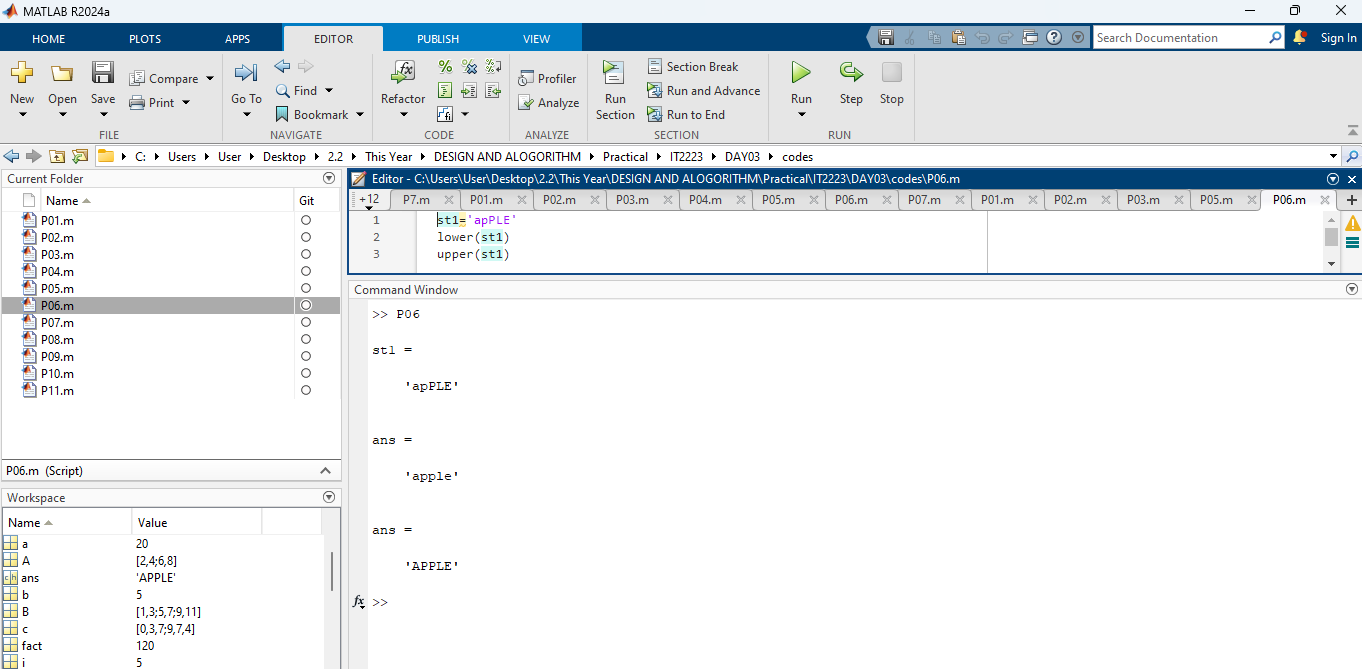 MATLAB R2024a
HOME PLOTS APPS EDITOR PUBLISH VIEW Search Documentation Sign In
New Open Save Compare Print
FILE
Go To Find Bookmark
NAVIGATE
Refactor
CODE
Profiler Analyze
ANALYZE
Run Section Section Break Run and Advance Run to End
SECTION
Run Step Stop
RUN
C: Users User Desktop 2.2 This Year DESIGN AND ALOGORITHM Practical IT2223 DAY03 codes
Current Folder
Name Git
P01.m
P02.m
P03.m
P04.m
P05.m
P06.m
P07.m
P08.m
P09.m
P10.m
P11.m
P06.m (Script)
Workspace
Name Value
a 20
A [2,4;6,8]
ans 'APPLE'
b 5
B [1,3;5,7;9,11]
c [0,3,7;9,7,4]
fact 120
i 5
Editor - C:\Users\User\Desktop\2.2\This Year\DESIGN AND ALOGORITHM\Practical\IT2223\DAY03\codes\P06.m
+12 P7.m P01.m P02.m P03.m P04.m P05.m P06.m P07.m P01.m P02.m P03.m P05.m P06.m
1 st1='apPLE'
2 lower(st1)
3 upper(st1)
Command Window
>> P06
st1 =
'apPLE'
ans =
'apple'
ans =
'APPLE'
fx >>